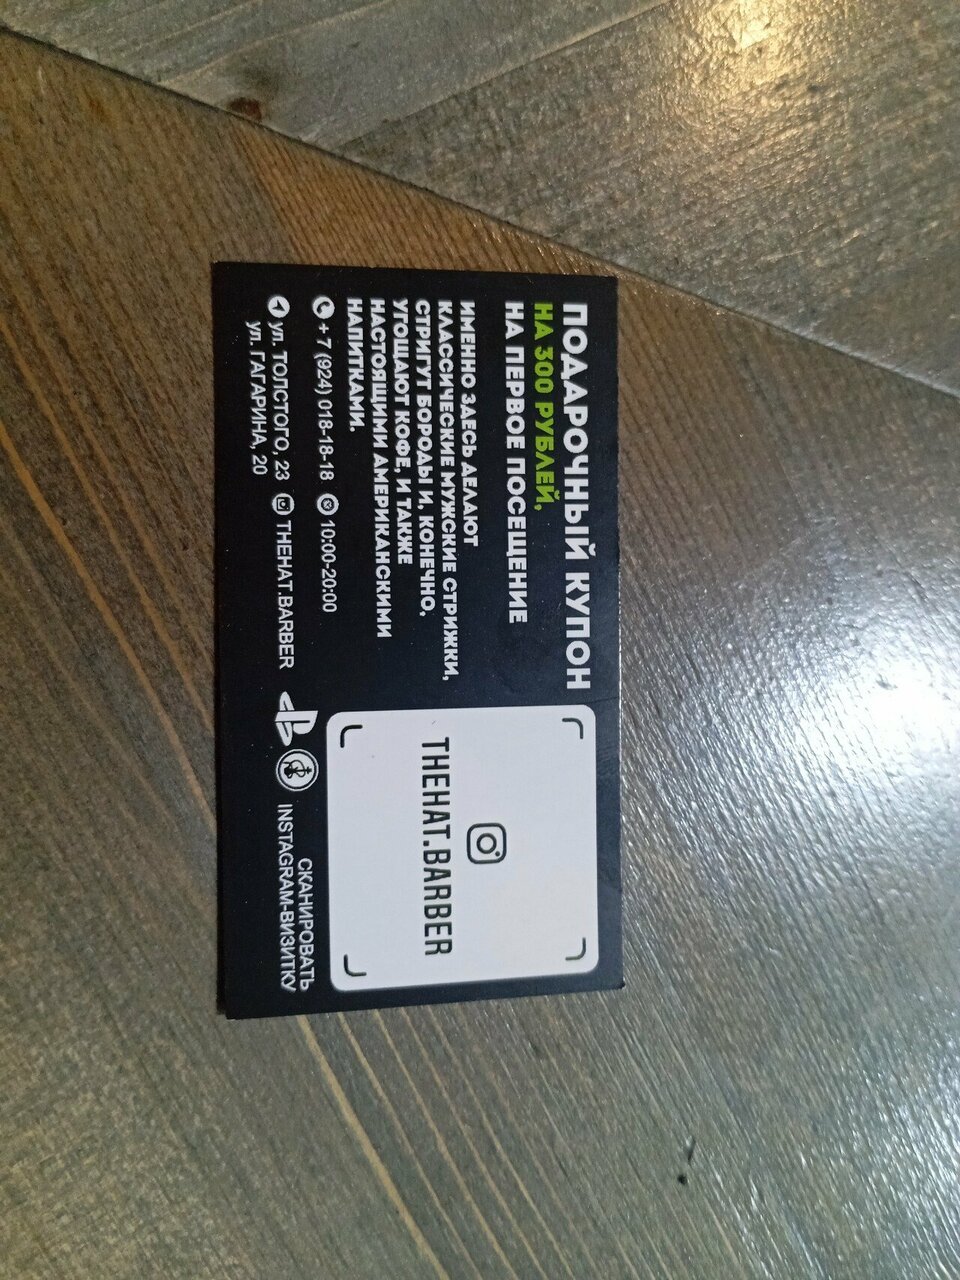 ПОДАРОЧНЫЙ КУПОН
НА 300 РУБЛЕЙ,
НА ПЕРВОЕ ПОСЕЩЕНИЕ
ИМЕННО ЗДЕСЬ ДЕЛАЮТ
КЛАССИЧЕСКИЕ МУЖСКИЕ СТРИЖКИ,
СТРИГУТ БОРОДЫ И, КОНЕЧНО,
УГОЩАЮТ КОФЕ, И ТАКЖЕ
НАСТОЯЩИМИ АМЕРИКАНСКИМИ
НАПИТКАМИ.
+ 7 (924) 018-18-18 10:00-20:00
ул. ТОЛСТОГО, 23 THEHAT.BARBER
ул. ГАГАРИНА, 20
THEHAT.BARBER
СКАНИРОВАТЬ
INSTAGRAM-ВИЗИТКУ